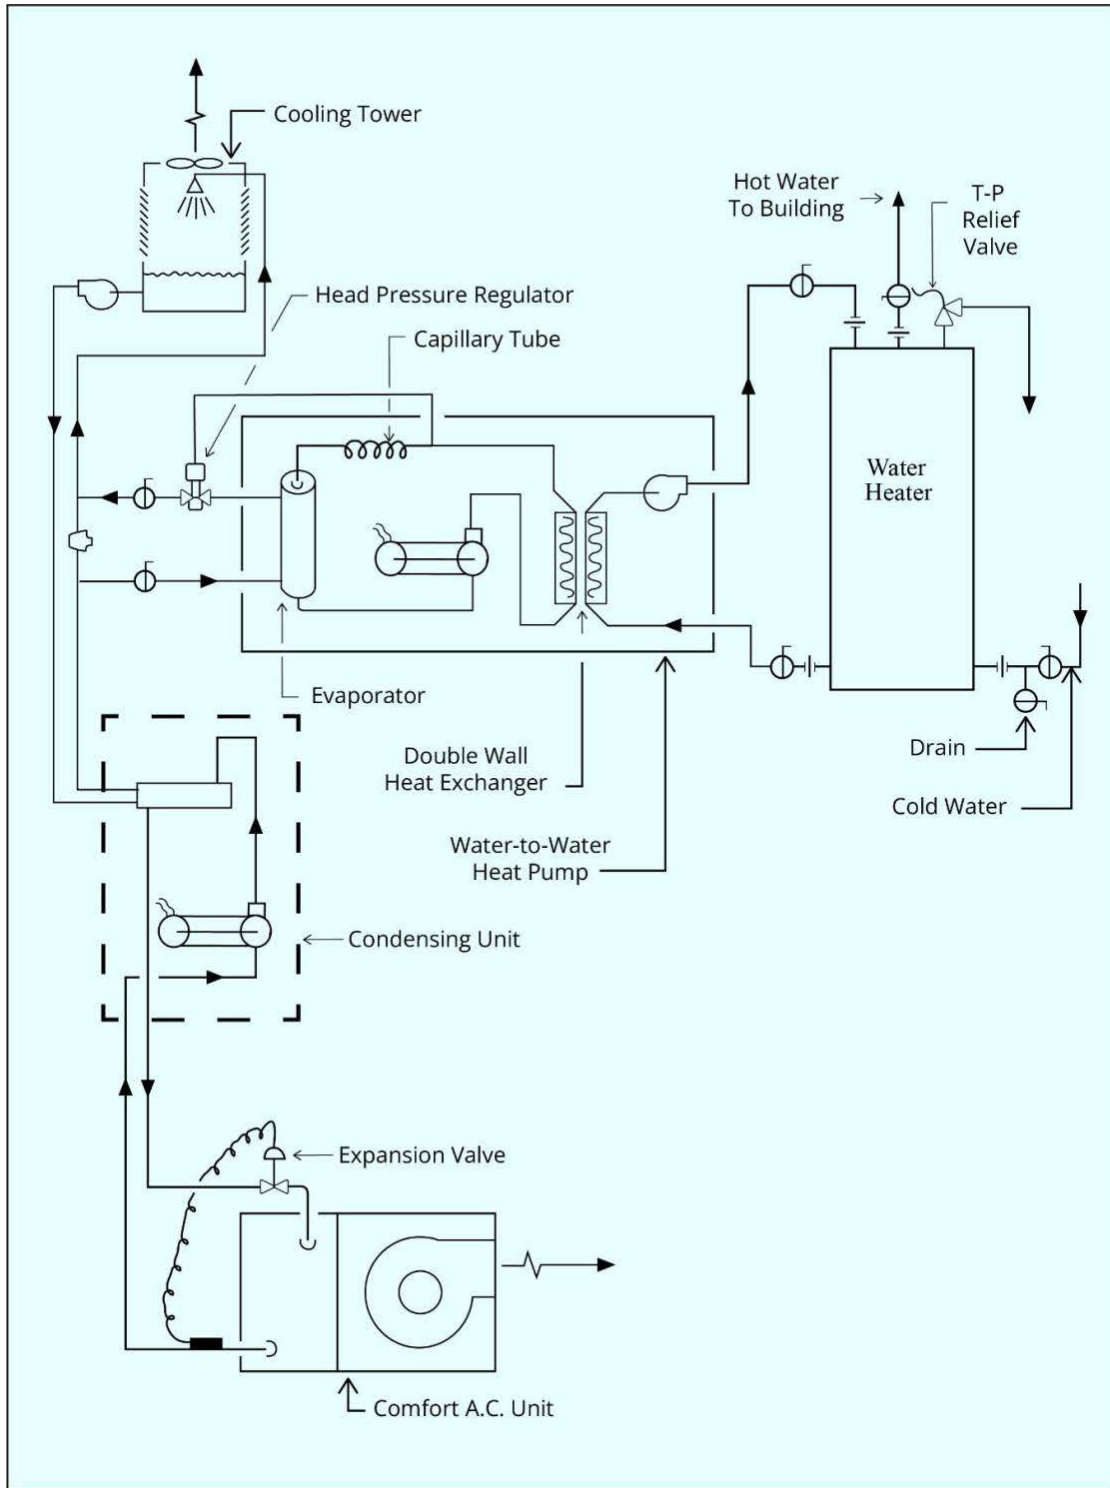 Cooling Tower
Hot Water
To Building
T-P
Relief
Valve
Head Pressure Regulator
Capillary Tube
Water
Heater
Evaporator
Double Wall
Heat Exchanger
Drain
Cold Water
Water-to-Water
Heat Pump
Condensing Unit
Expansion Valve
Comfort A.C. Unit